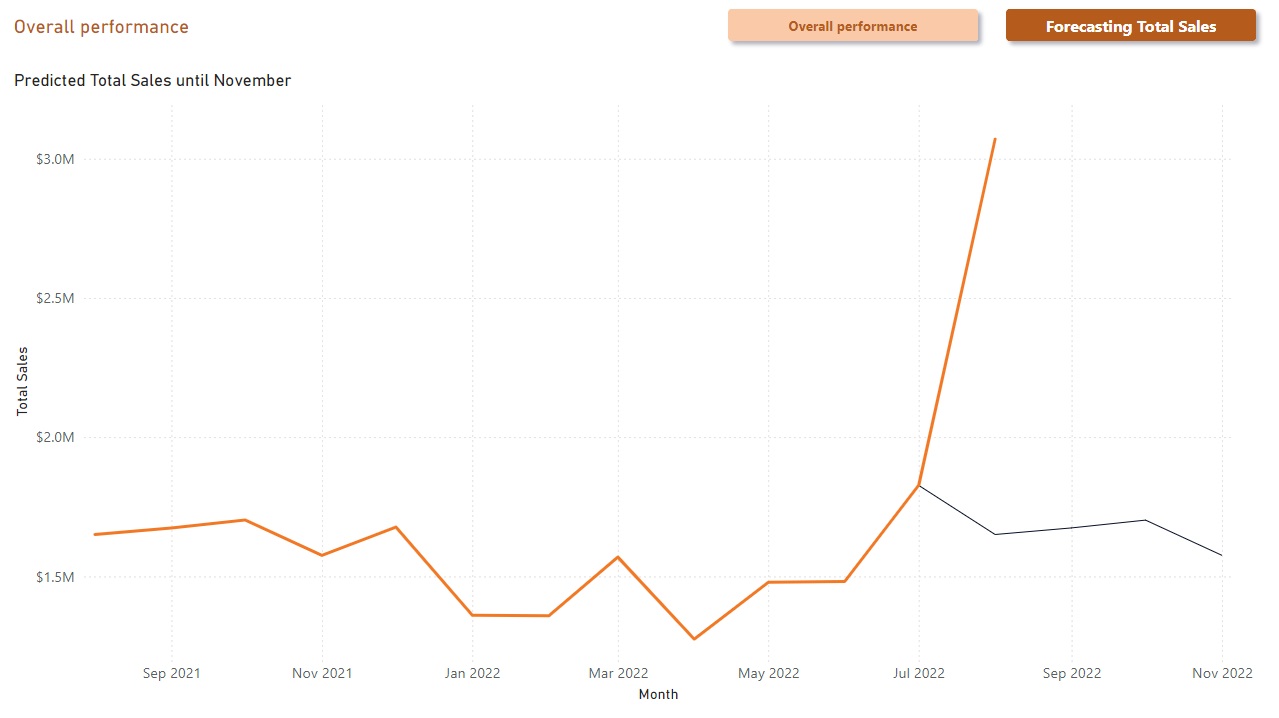 Overall performance
Overall performance
Forecasting Total Sales
Predicted Total Sales until November
$3.0M
$2.5M
$2.0M
$1.5M
Total Sales
Sep 2021
Nov 2021
Jan 2022
Mar 2022
May 2022
Jul 2022
Sep 2022
Nov 2022
Month